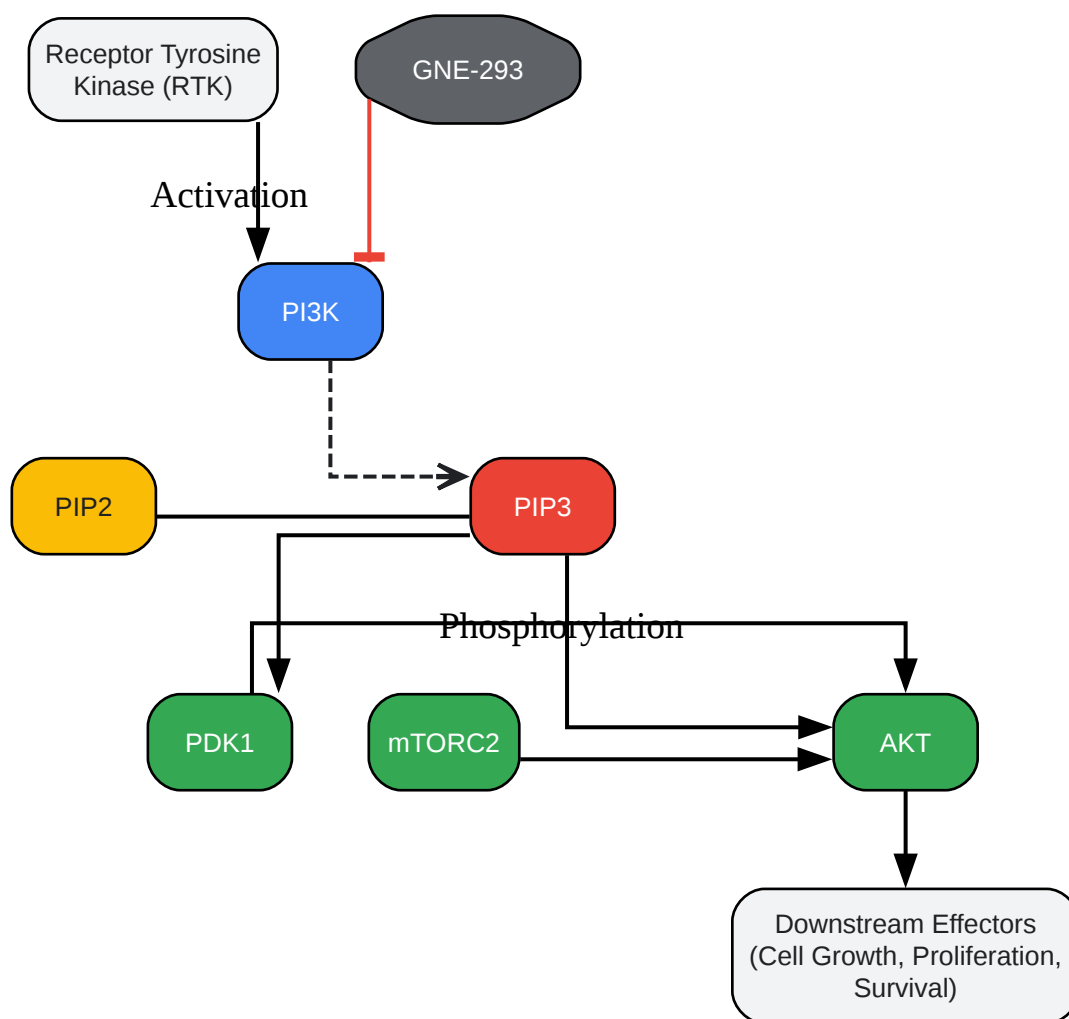 Receptor Tyrosine
Kinase (RTK)
GNE-293
Activation
PI3K
PIP2
PIP3
Phosphorylation
PDK1
mTORC2
AKT
Downstream Effectors
(Cell Growth, Proliferation,
Survival)